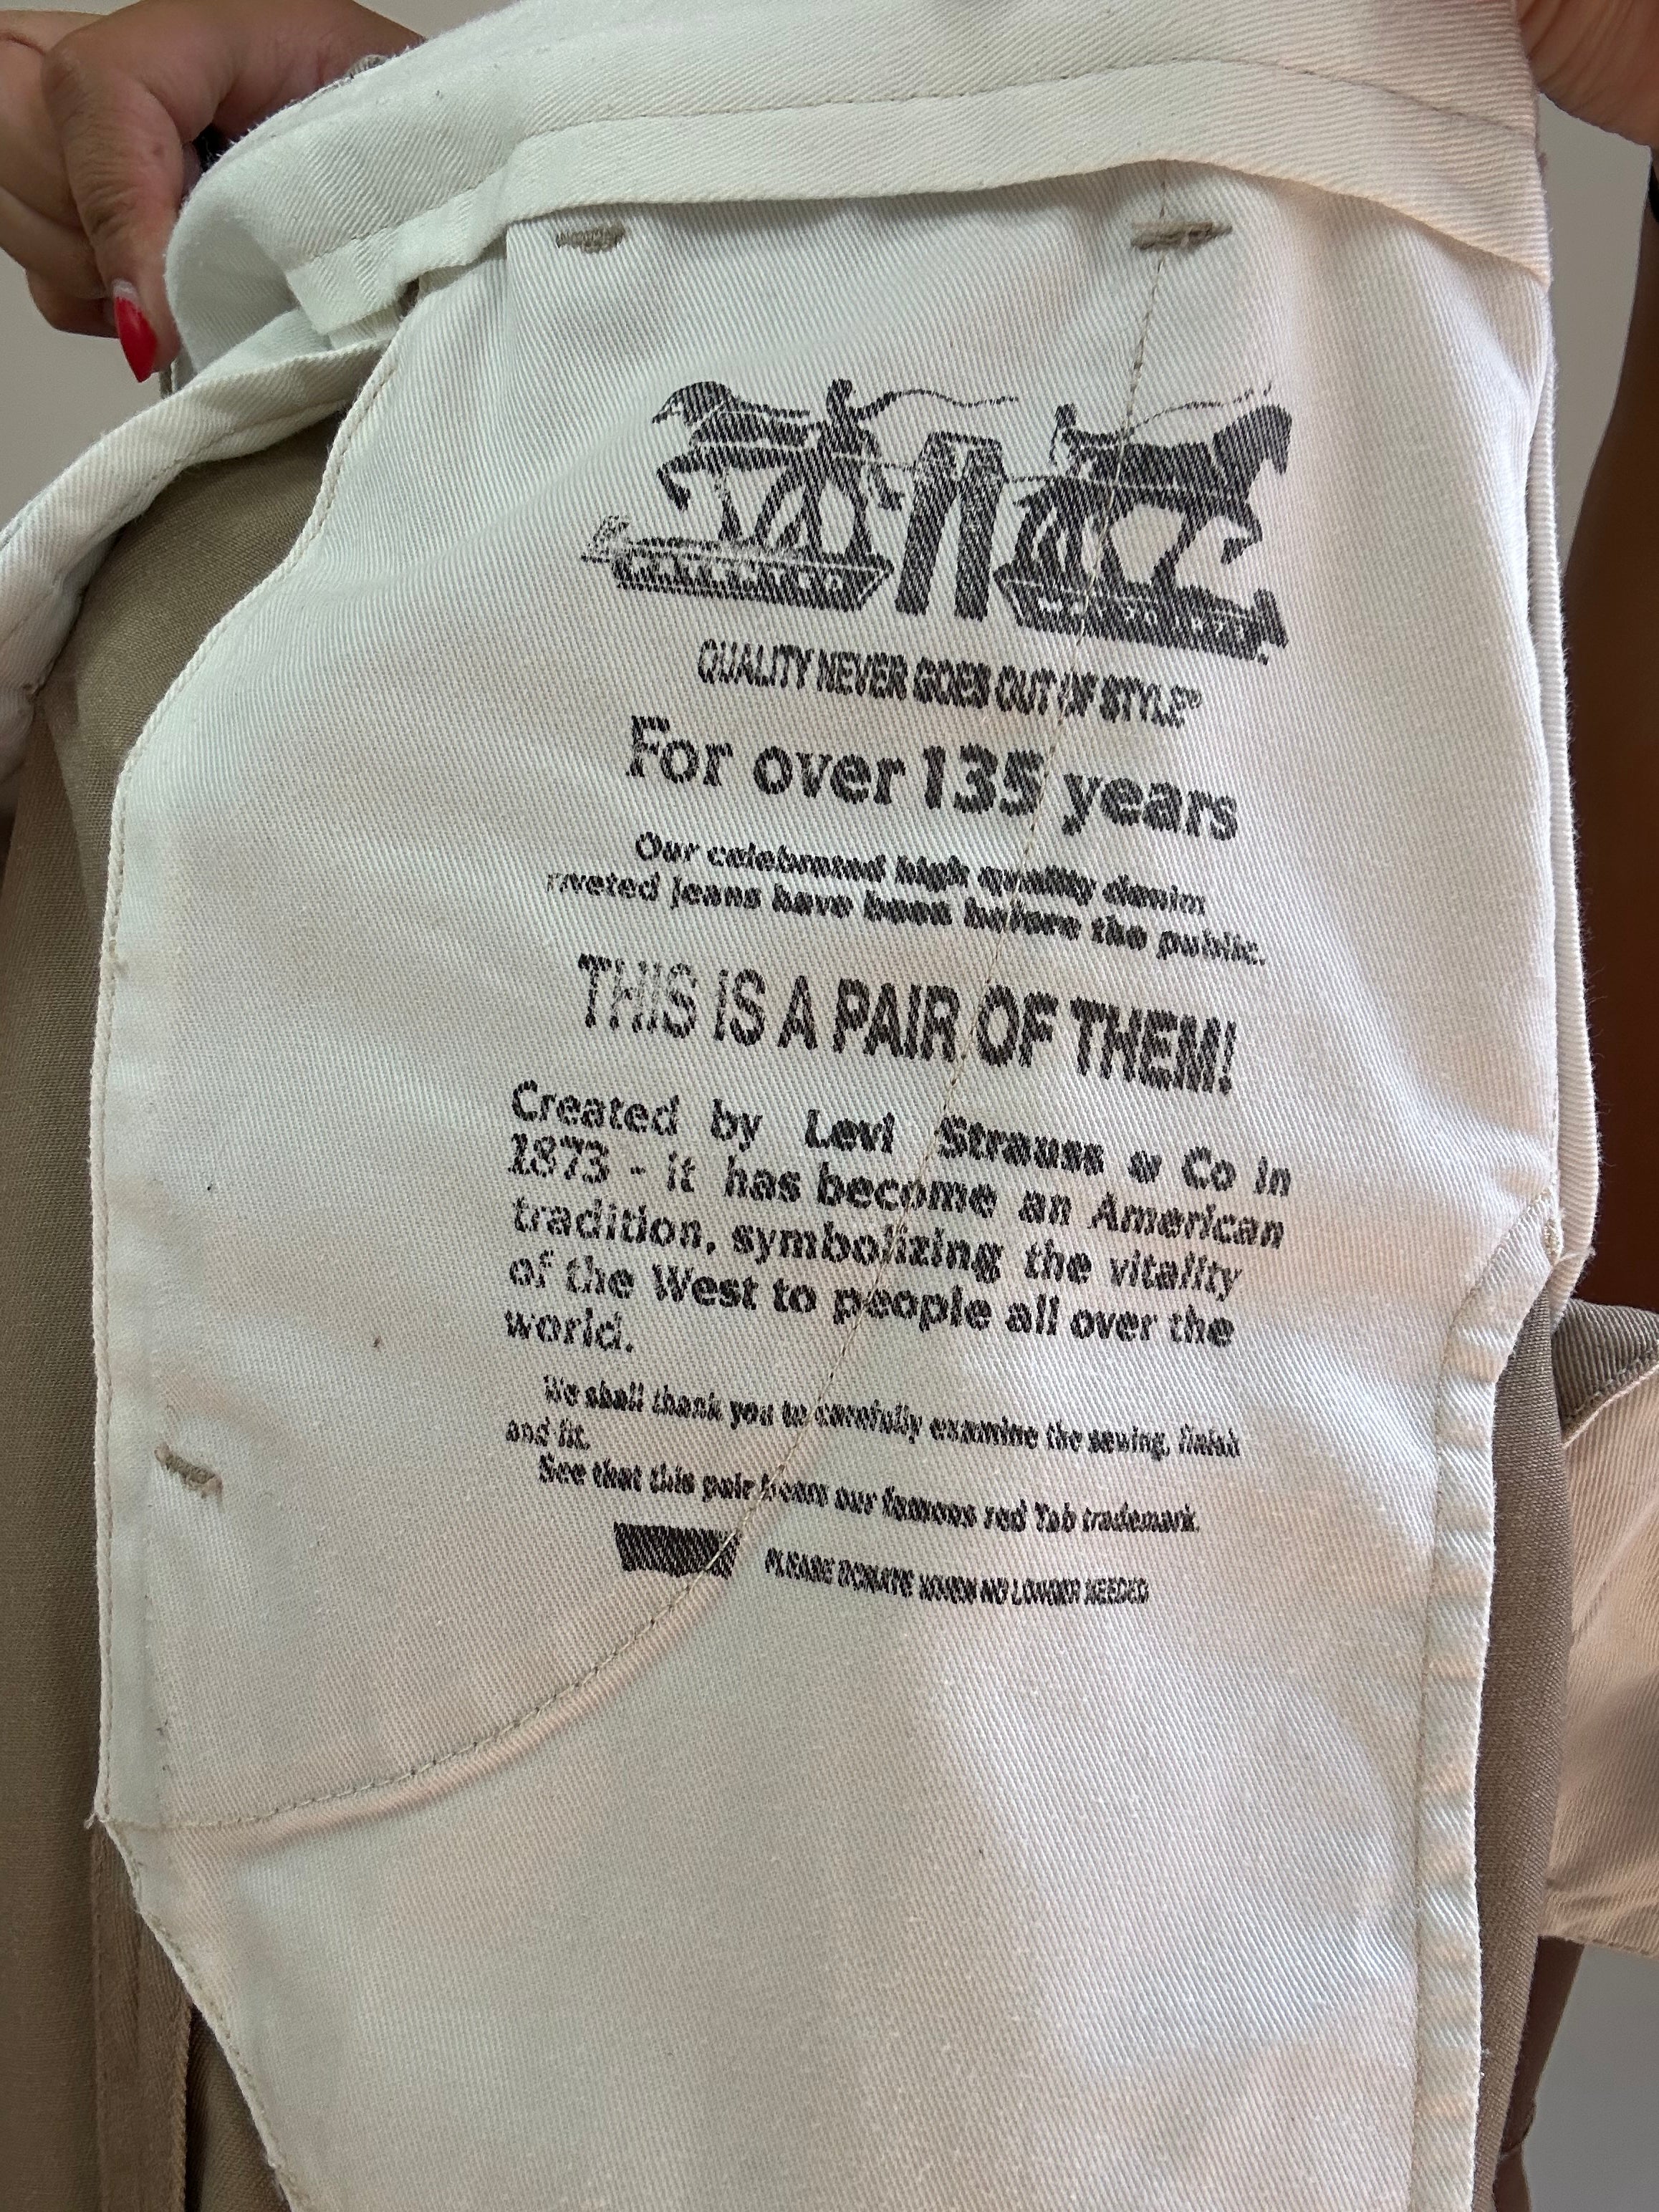 PATENTED
MAY 20 1873
QUALITY NEVER GOES OUT OF STYLE®
For over 135 years
Our celebrated high quality denim
riveted jeans have been before the public.
THIS IS A PAIR OF THEM!
Created by Levi Strauss & Co in
1873 - it has become an American
tradition, symbolizing the vitality
of the West to people all over the
world.
We shall thank you to carefully examine the sewing, finish
and fit.
See that this pair bears our famous red Tab trademark.
PLEASE DONATE WHEN NO LONGER NEEDED